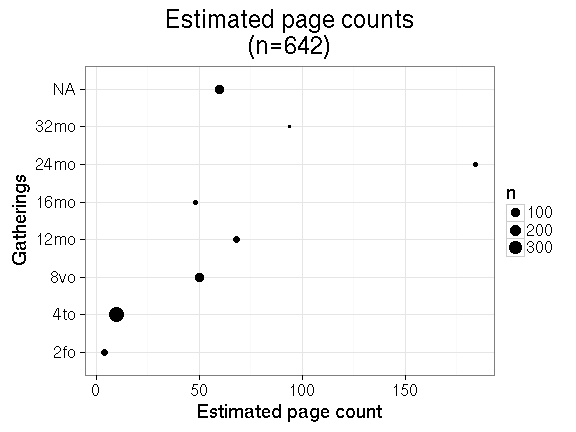 Estimated page counts
(n=642)
NA
32mo
24mo
16mo
12mo
8vo
4to
2fo
Gatherings
0
50
100
150
Estimated page count
n
100
200
300